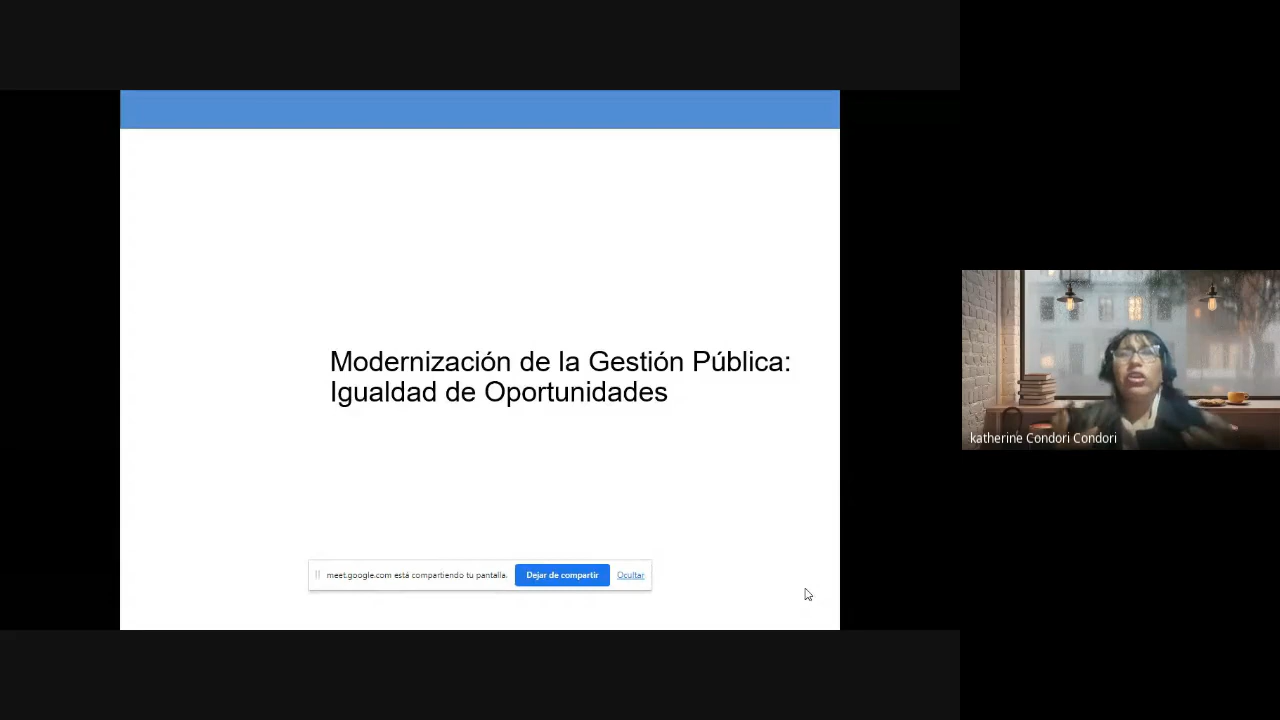 Modernización de la Gestión Pública:
Igualdad de Oportunidades
meet.google.com está compartiendo tu pantalla.
Dejar de compartir
Ocultar
katherine Condori Condori